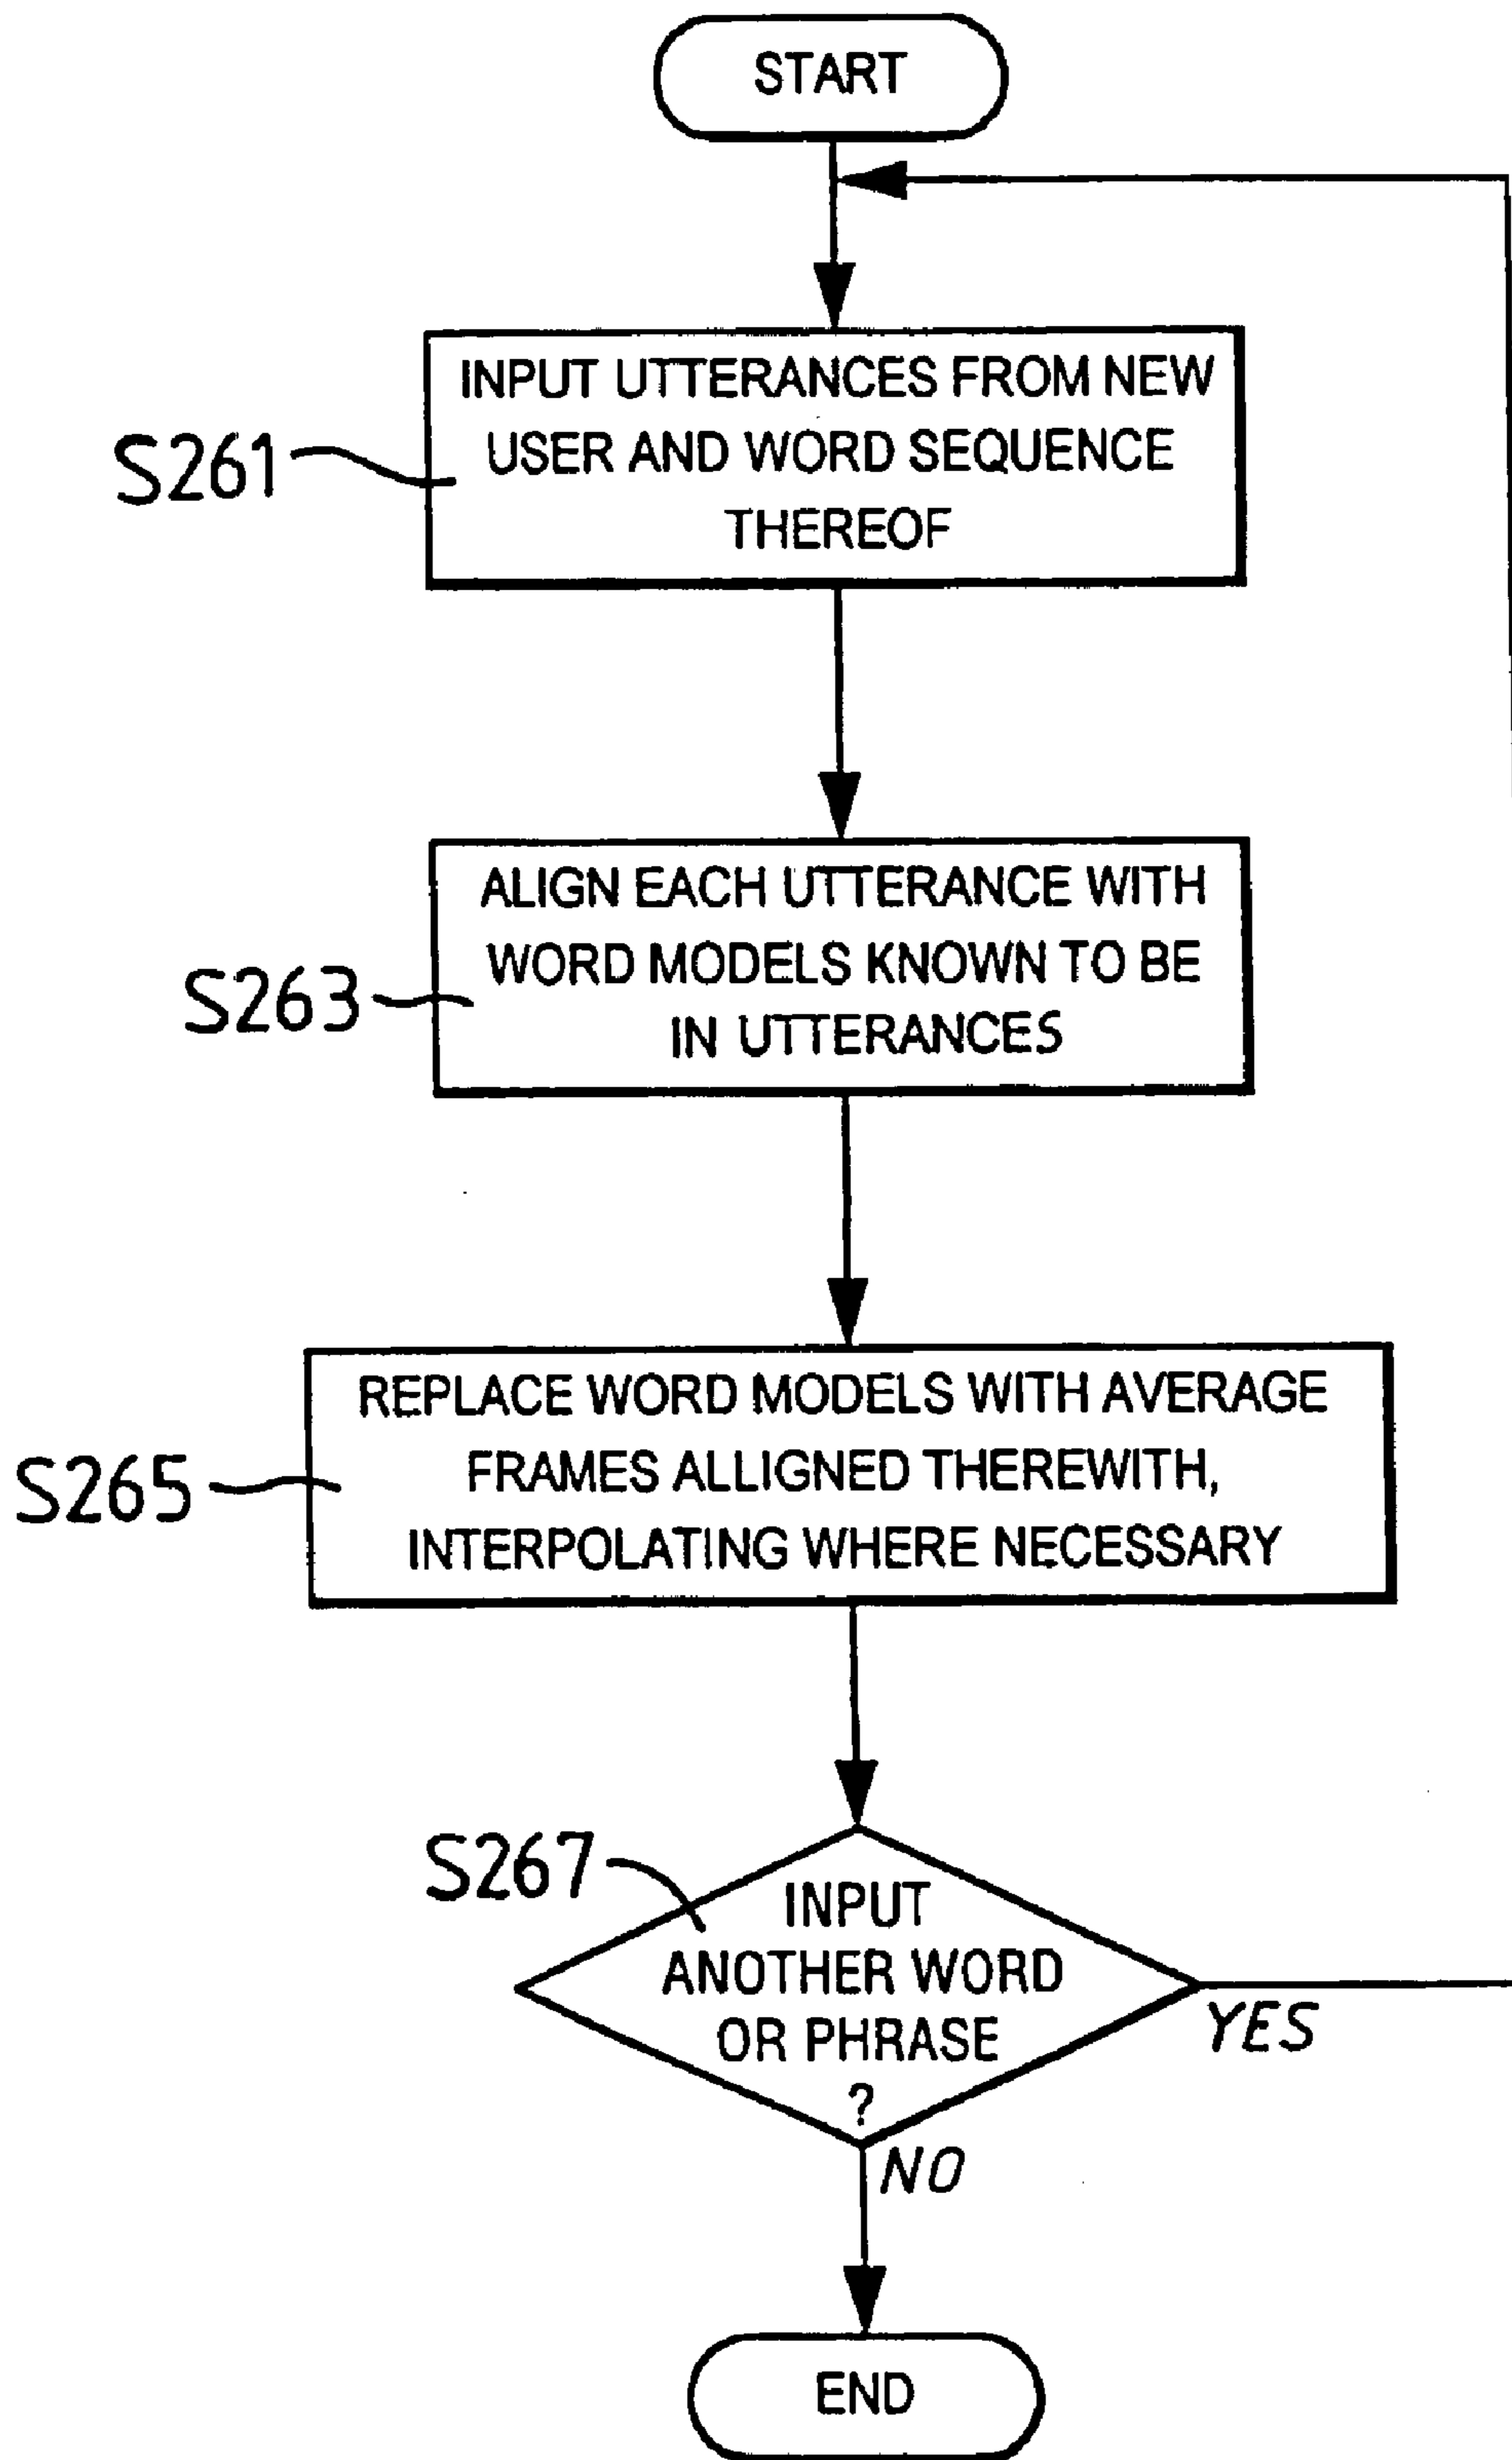 START
INPUT UTTERANCES FROM NEW
USER AND WORD SEQUENCE
THEREOF
S261
ALIGN EACH UTTERANCE WITH
WORD MODELS KNOWN TO BE
IN UTTERANCES
S263
REPLACE WORD MODELS WITH AVERAGE
FRAMES ALLIGNED THEREWITH,
INTERPOLATING WHERE NECESSARY
S265
S267
INPUT
ANOTHER WORD
OR PHRASE
?
YES
NO
END